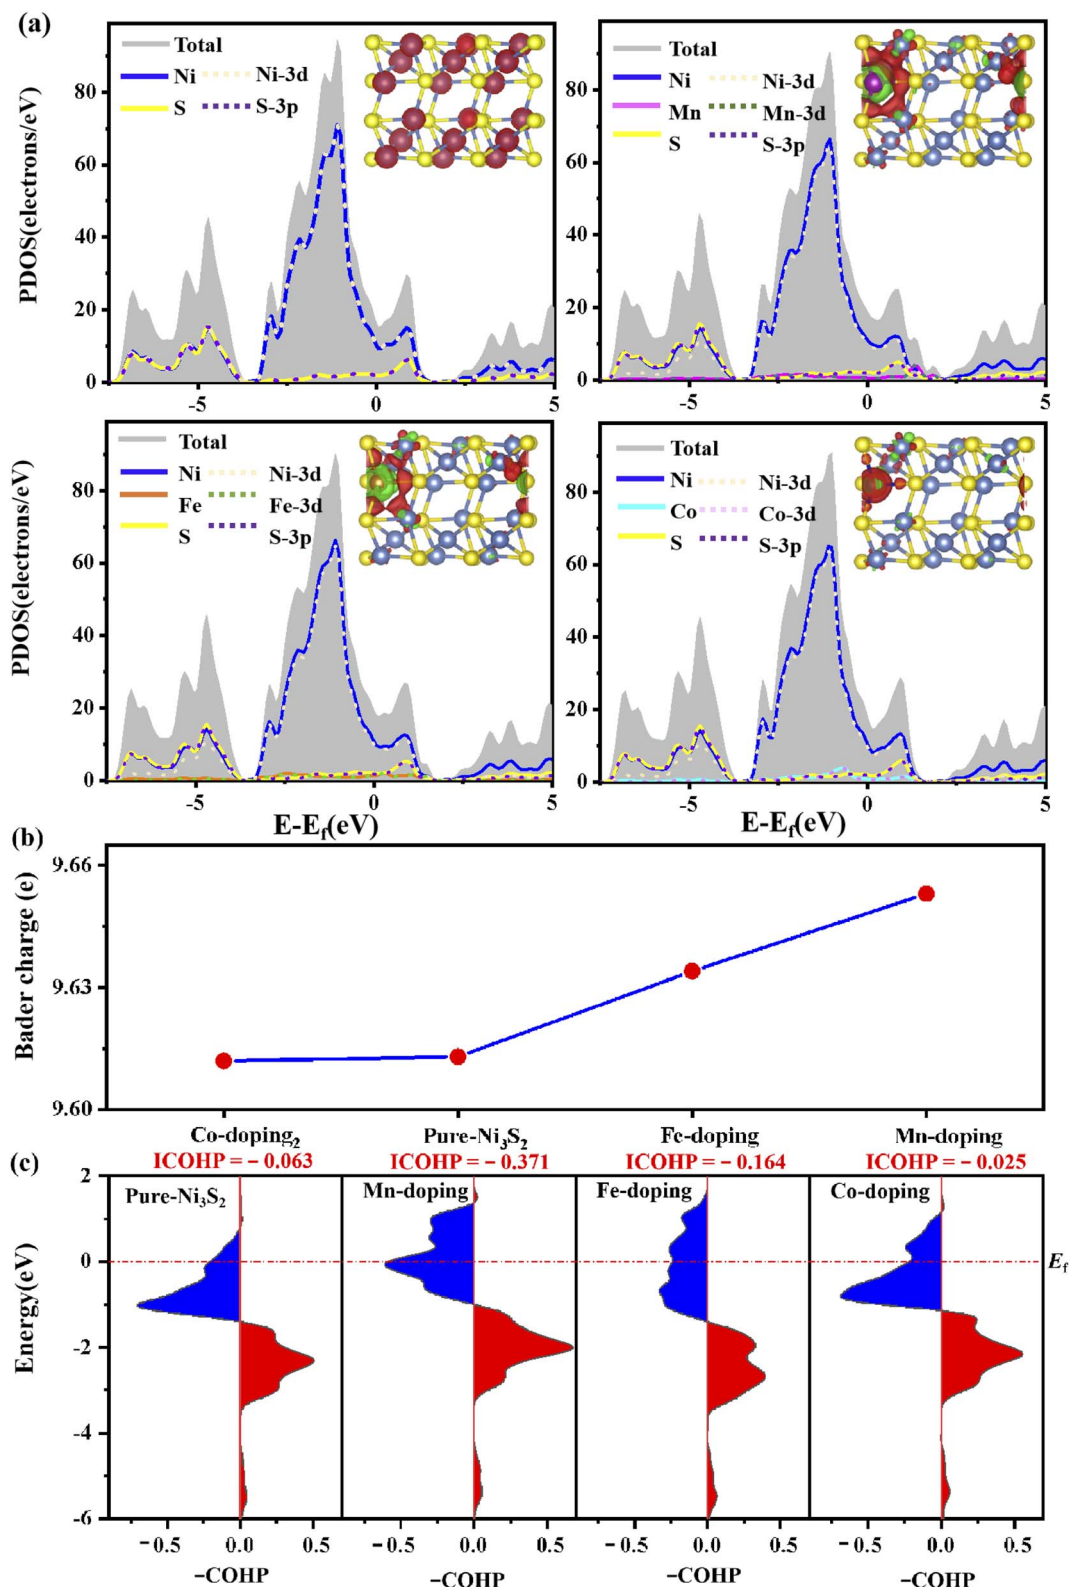 (a)
Total
Ni Ni-3d
S S-3p
PDOS(electrons/eV)
80
60
40
20
0
-5 0 5
Total
Ni Ni-3d
Mn Mn-3d
S S-3p
80
60
40
20
0
-5 0 5
Total
Ni Ni-3d
Fe Fe-3d
S S-3p
PDOS(electrons/eV)
80
60
40
20
0
-5 0 5
E-Ef(eV)
Total
Ni Ni-3d
Co Co-3d
S S-3p
80
60
40
20
0
-5 0 5
E-Ef(eV)
(b)
Bader charge (e)
9.66
9.63
9.60
Co-doping2 Pure-Ni3S2 Fe-doping Mn-doping
(c)
ICOHP = - 0.063 ICOHP = - 0.371 ICOHP = - 0.164 ICOHP = - 0.025
Pure-Ni3S2 Mn-doping Fe-doping Co-doping
Energy(eV)
2
0
-2
-4
-6
Ef
-0.5 0.0 0.5 -0.5 0.0 0.5 -0.5 0.0 0.5 -0.5 0.0 0.5
-COHP -COHP -COHP -COHP